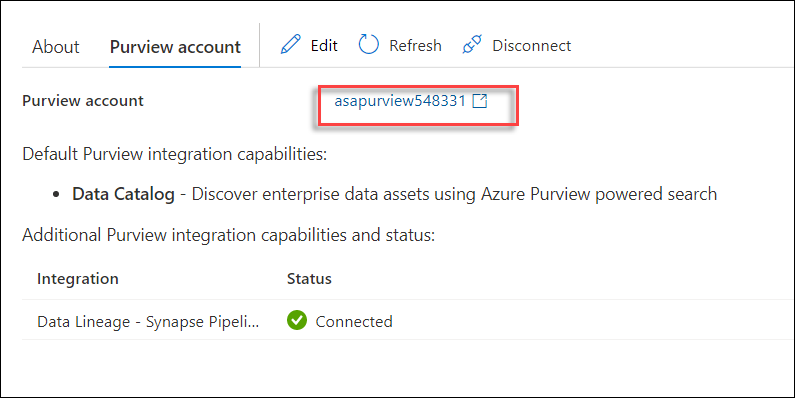 About Purview account Edit Refresh Disconnect
Purview account asapurview548331
Default Purview integration capabilities:
• Data Catalog - Discover enterprise data assets using Azure Purview powered search
Additional Purview integration capabilities and status:
Integration Status
Data Lineage - Synapse Pipeli... Connected